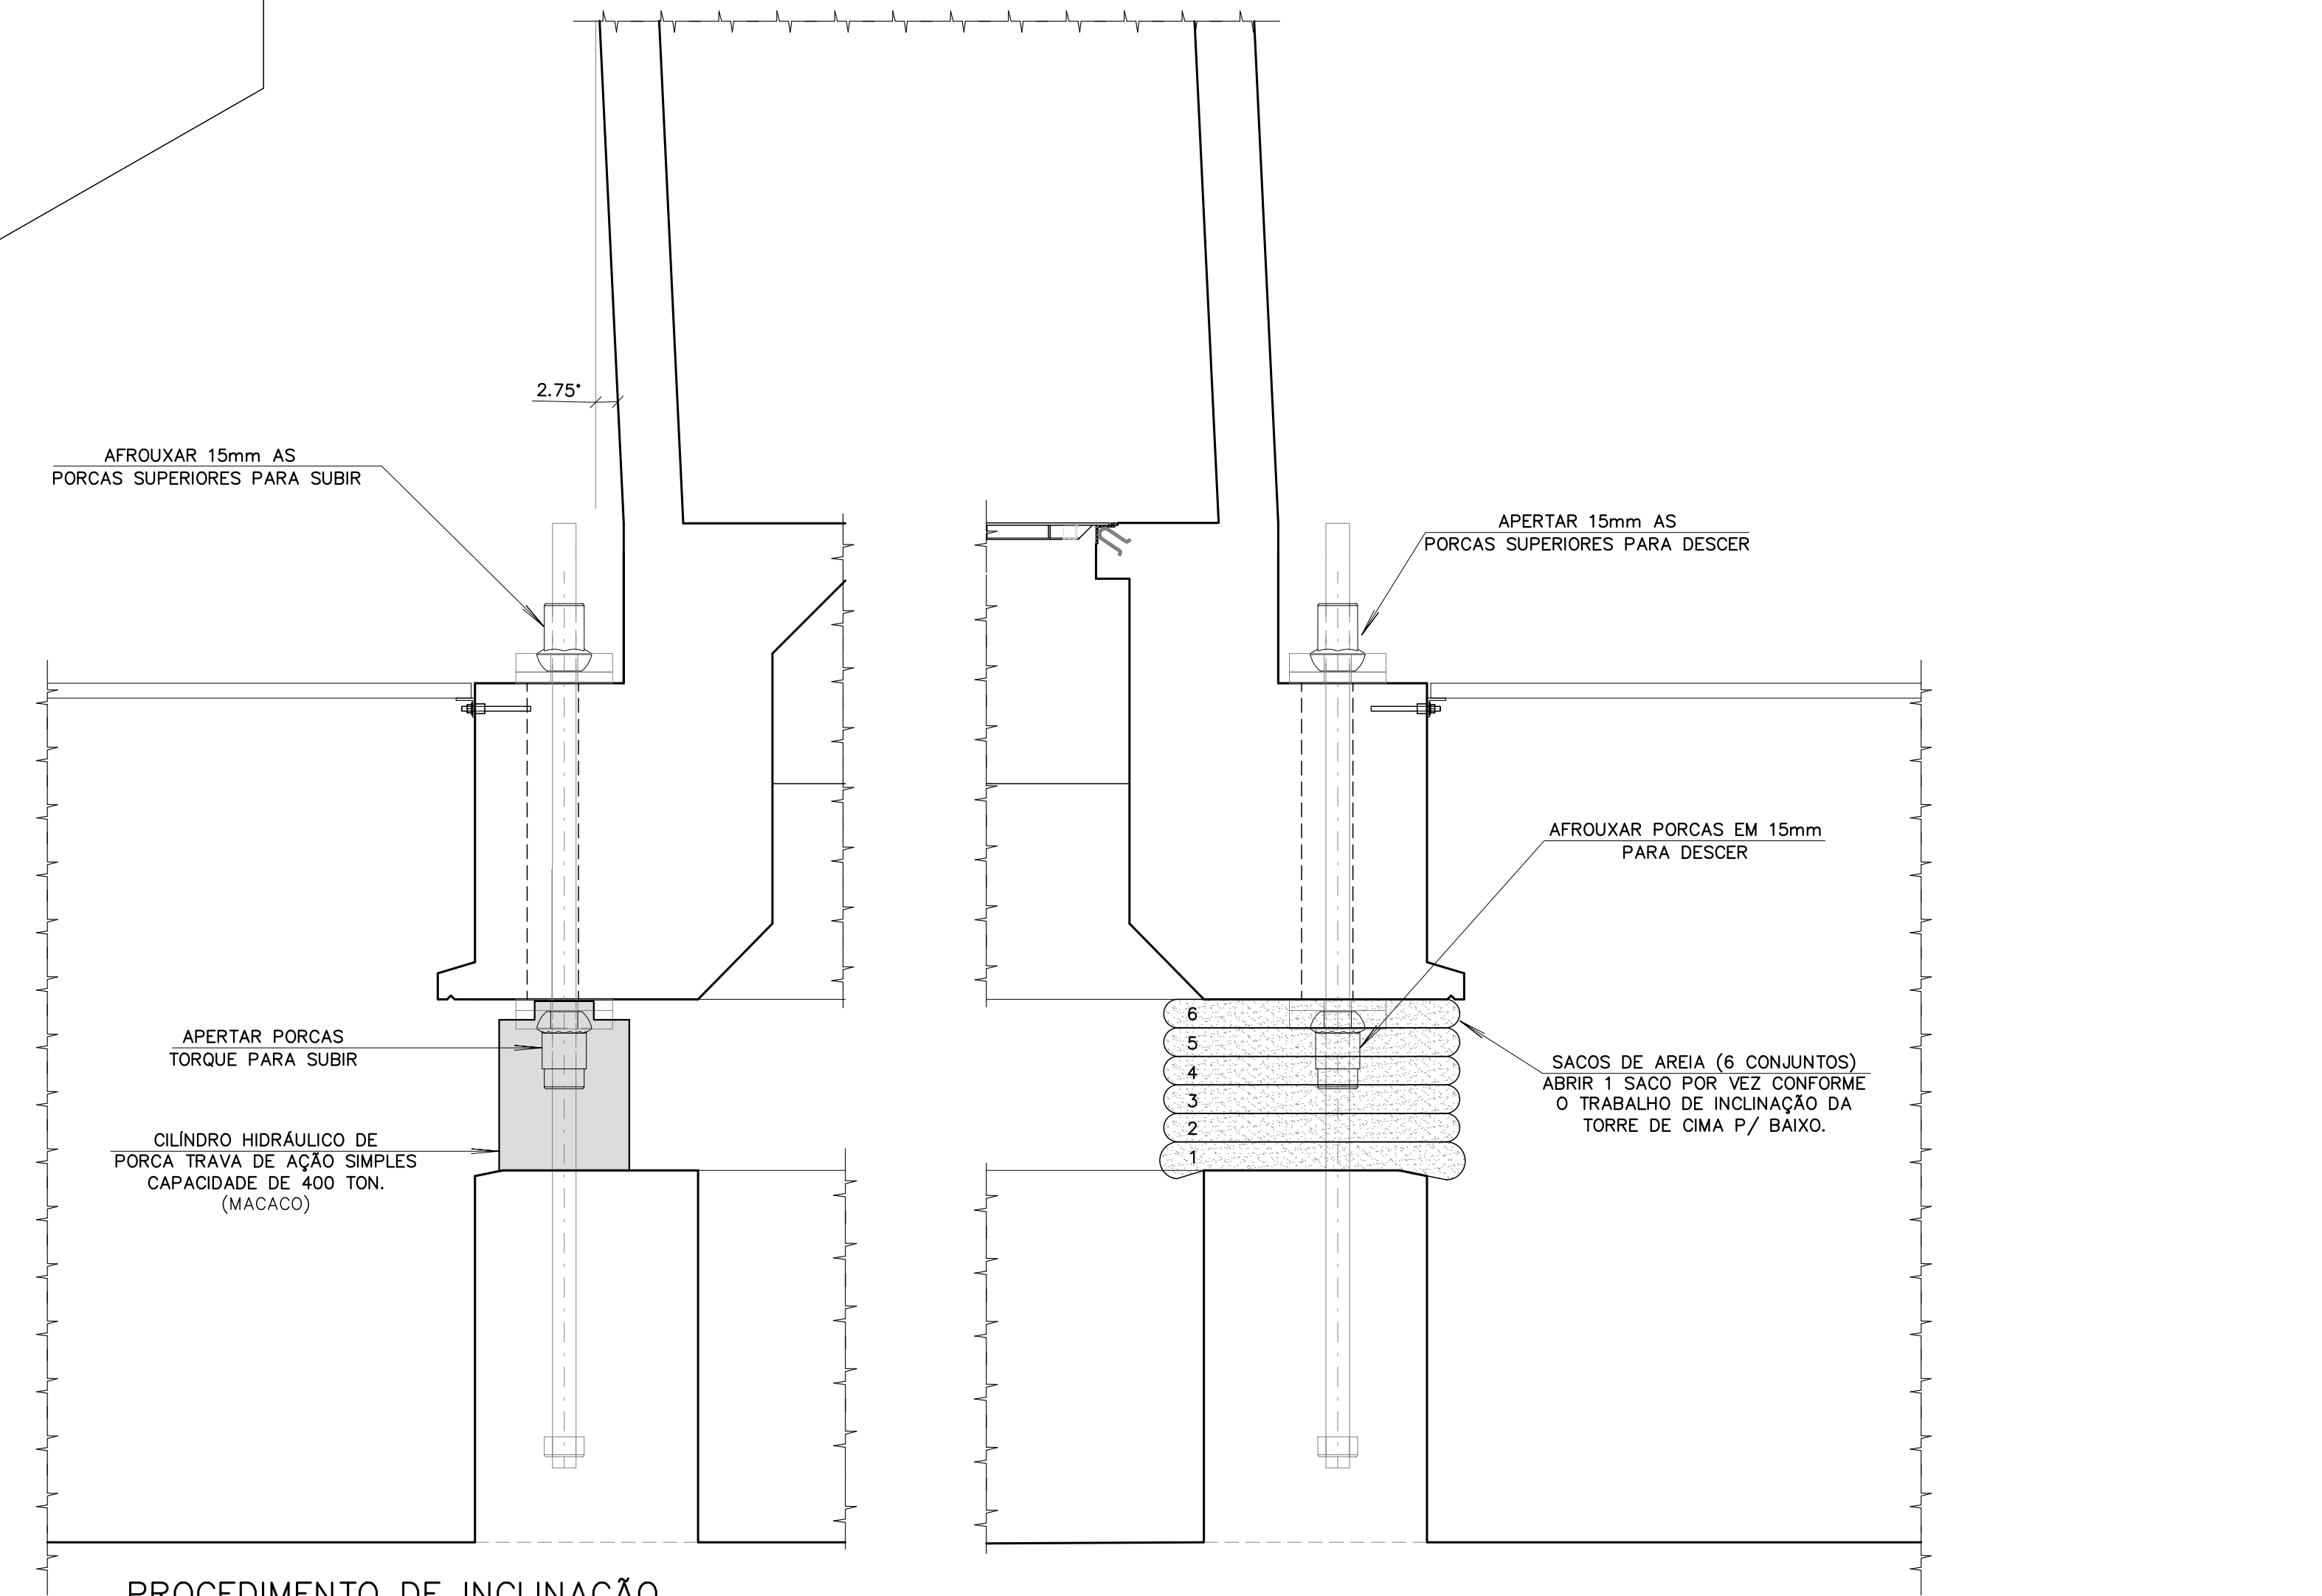 2.75°
AFROUXAR 15mm AS
PORCAS SUPERIORES PARA SUBIR
APERTAR 15mm AS
PORCAS SUPERIORES PARA DESCER
AFROUXAR PORCAS EM 15mm
PARA DESCER
APERTAR PORCAS
TORQUE PARA SUBIR
CILÍNDRO HIDRÁULICO DE
PORCA TRAVA DE AÇÃO SIMPLES
CAPACIDADE DE 400 TON.
(MACACO)
6
5
4
3
2
1
SACOS DE AREIA (6 CONJUNTOS)
ABRIR 1 SACO POR VEZ CONFORME
O TRABALHO DE INCLINAÇÃO DA
TORRE DE CIMA P/ BAIXO.
PROCEDIMENTO DE INCLINAÇÃO